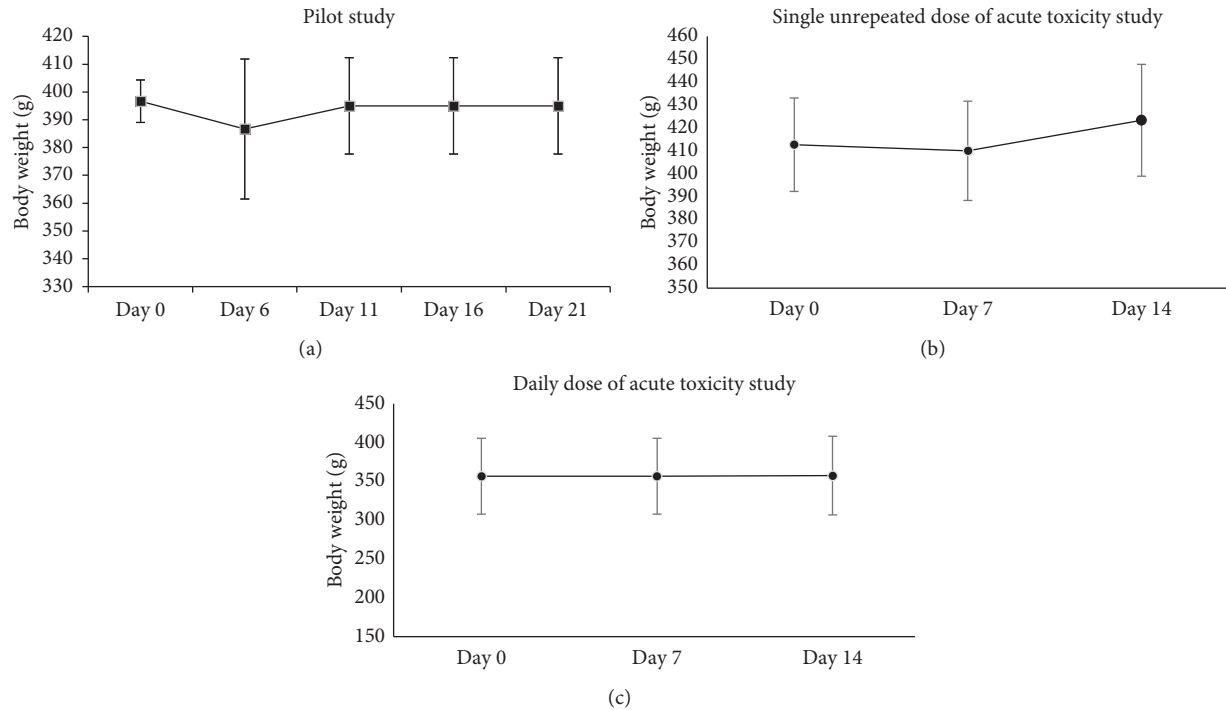 Pilot study
Body weight (g)
420
410
400
390
380
370
360
350
340
330
Day 0 Day 6 Day 11 Day 16 Day 21
(a)
Single unrepeated dose of acute toxicity study
Body weight (g)
460
450
440
430
420
410
400
390
380
370
360
350
Day 0 Day 7 Day 14
(b)
Daily dose of acute toxicity study
Body weight (g)
450
400
350
300
250
200
150
Day 0 Day 7 Day 14
(c)